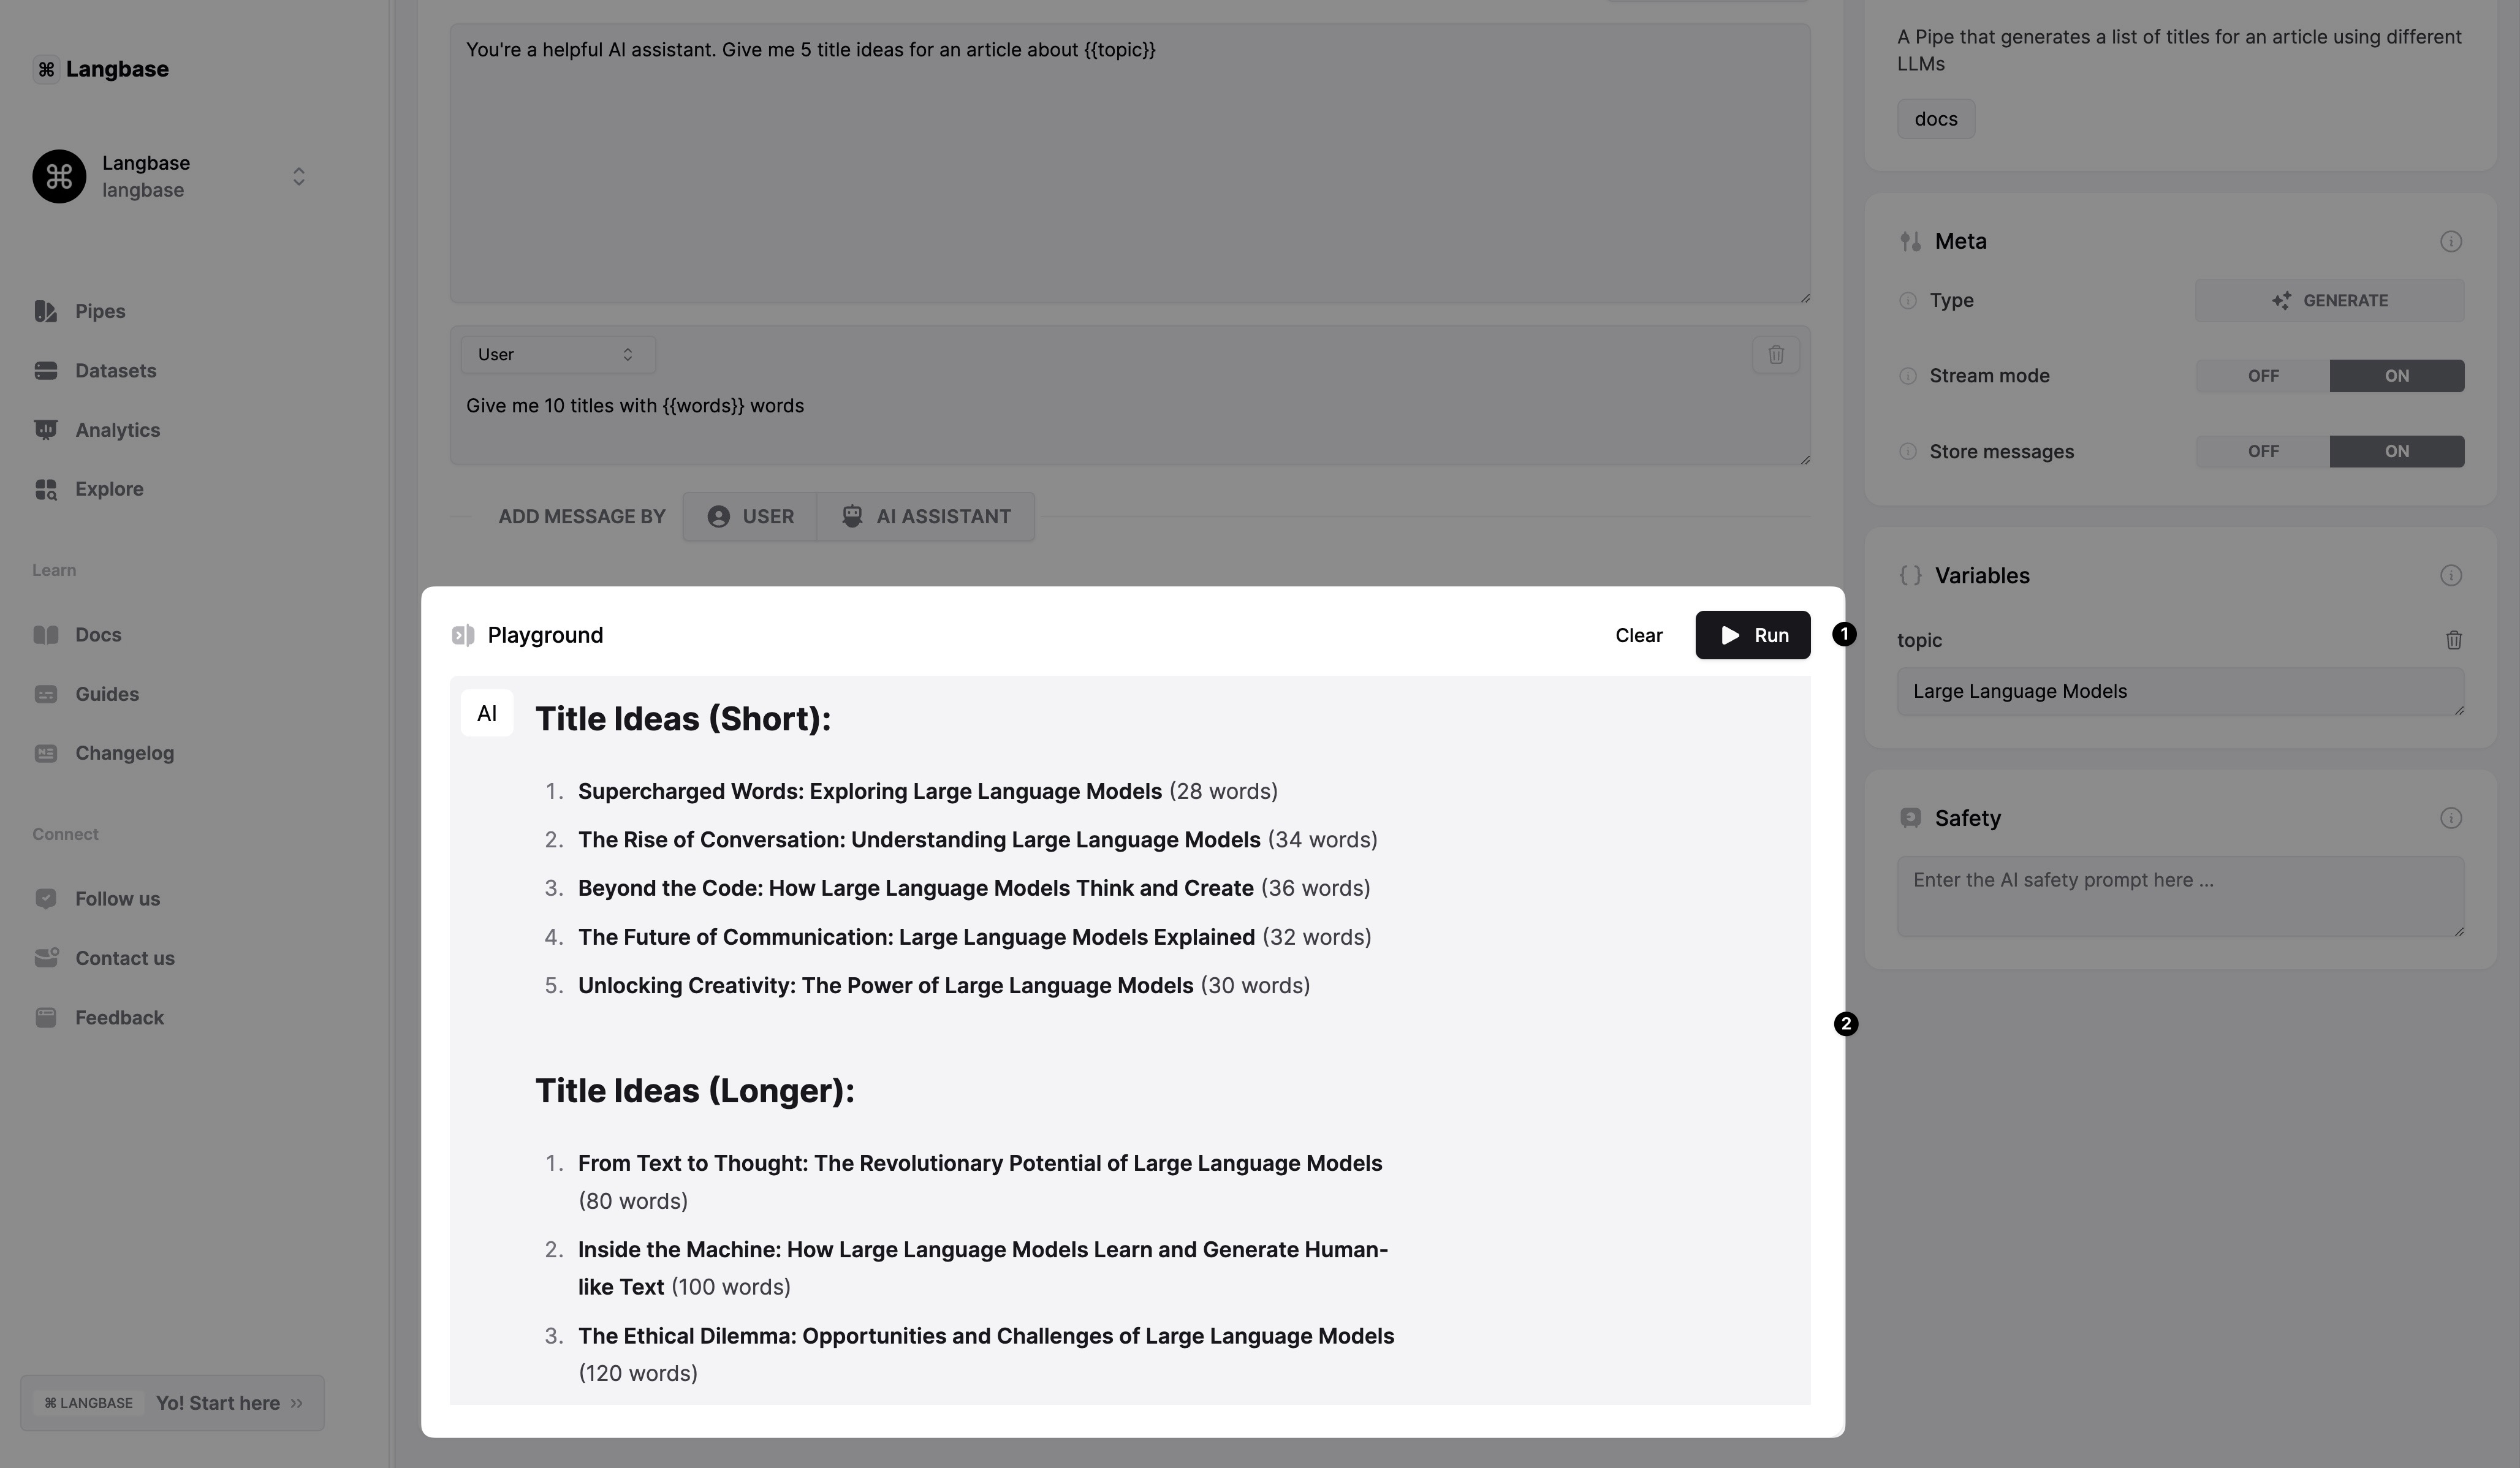 ⌘ Langbase
Langbase
langbase
Pipes
Datasets
Analytics
Explore
Learn
Docs
Guides
Changelog
Connect
Follow us
Contact us
Feedback
⌘ LANGBASE Yo! Start here
You're a helpful AI assistant. Give me 5 title ideas for an article about {{topic}}
User
Give me 10 titles with {{words}} words
ADD MESSAGE BY USER AI ASSISTANT
Playground Clear Run 1
AI
Title Ideas (Short):
1. Supercharged Words: Exploring Large Language Models (28 words)
2. The Rise of Conversation: Understanding Large Language Models (34 words)
3. Beyond the Code: How Large Language Models Think and Create (36 words)
4. The Future of Communication: Large Language Models Explained (32 words)
5. Unlocking Creativity: The Power of Large Language Models (30 words)
2
Title Ideas (Longer):
1. From Text to Thought: The Revolutionary Potential of Large Language Models
(80 words)
2. Inside the Machine: How Large Language Models Learn and Generate Human-
like Text (100 words)
3. The Ethical Dilemma: Opportunities and Challenges of Large Language Models
(120 words)
A Pipe that generates a list of titles for an article using different
LLMs
docs
Meta
Type GENERATE
Stream mode OFF ON
Store messages OFF ON
Variables
topic
Large Language Models
Safety
Enter the AI safety prompt here ...